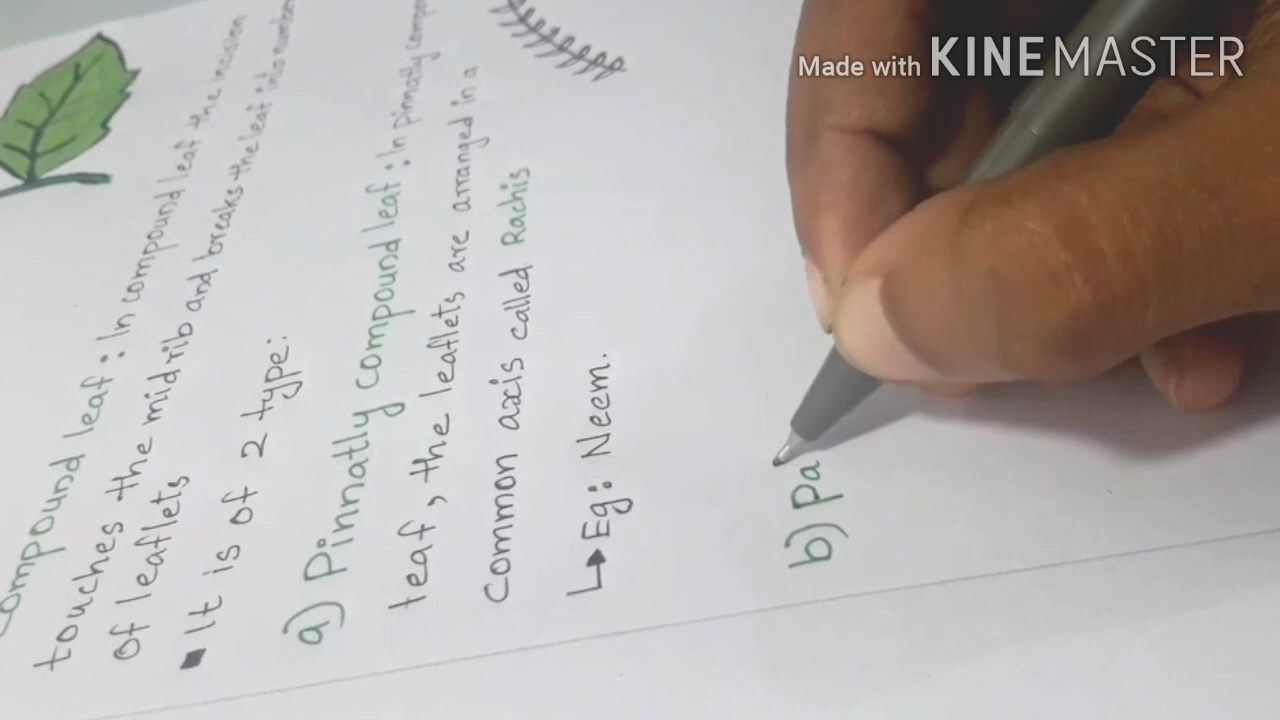 Made with KINEMASTER
ompound leaf : In compound leaf the incision
touches the midrib and breaks the leaf into number
of leaflets
▪ It is of 2 type:
a) Pinnatly compound leaf : In pinnatly compo
leaf, the leaflets are arranged in a
common axis called Rachis
↳ Eg: Neem.
b) Pa